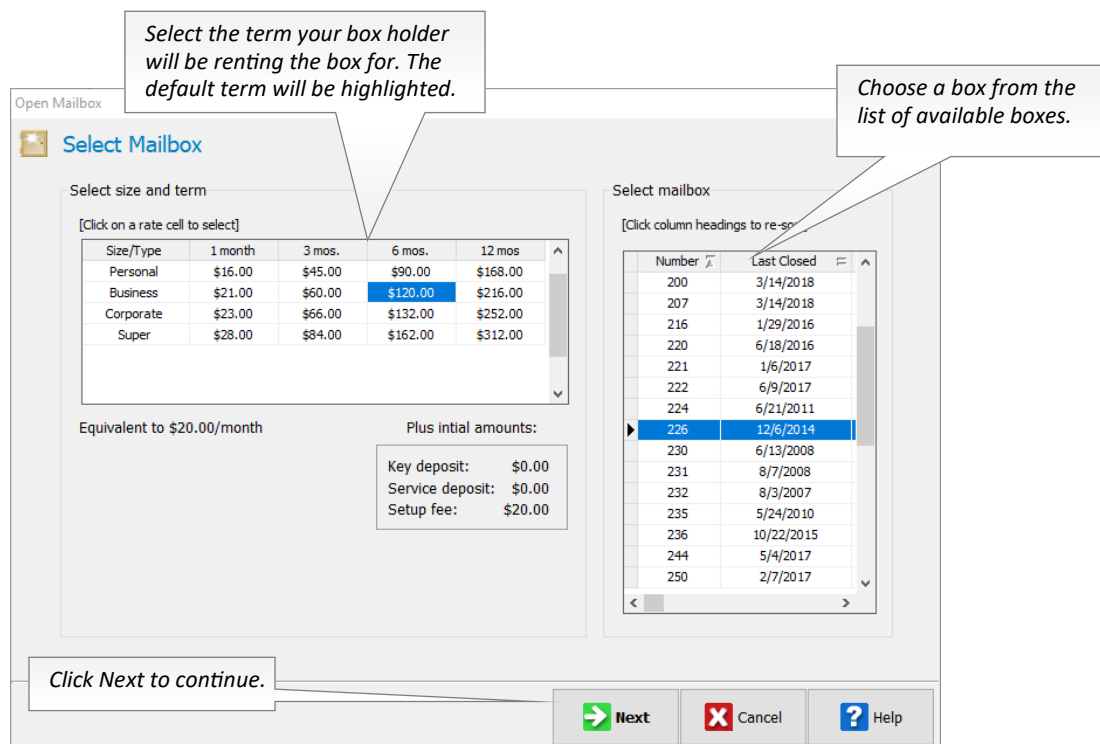 Select the term your box holder
will be renting the box for. The
default term will be highlighted.
Choose a box from the
list of available boxes.
Open Mailbox
Select Mailbox
Select size and term
[Click on a rate cell to select]
Size/Type 1 month 3 mos. 6 mos. 12 mos
Personal $16.00 $45.00 $90.00 $168.00
Business $21.00 $60.00 $120.00 $216.00
Corporate $23.00 $66.00 $132.00 $252.00
Super $28.00 $84.00 $162.00 $312.00
Equivalent to $20.00/month
Plus intial amounts:
Key deposit: $0.00
Service deposit: $0.00
Setup fee: $20.00
Select mailbox
[Click column headings to
Number Last Closed
200 3/14/2018
207 3/14/2018
216 1/29/2016
220 6/18/2016
221 1/6/2017
222 6/9/2017
224 6/21/2011
226 12/6/2014
230 6/13/2008
231 8/7/2008
232 8/3/2007
235 5/24/2010
236 10/22/2015
244 5/4/2017
250 2/7/2017
Click Next to continue.
Next Cancel ? Help